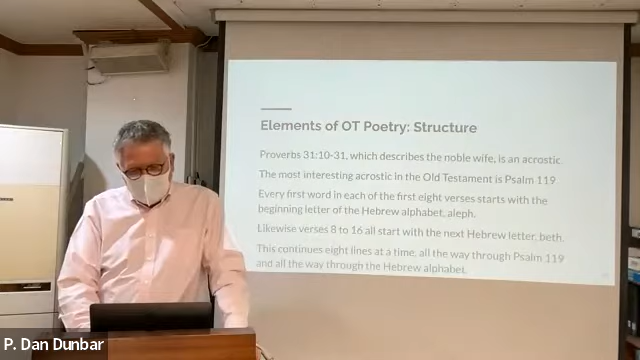 Elements of OT Poetry: Structure
Proverbs 31:10-31, which describes the noble wife, is an acrostic.
The most interesting acrostic in the Old Testament is Psalm 119
Every first word in each of the first eight verses starts with the
beginning letter of the Hebrew alphabet, aleph.
Likewise verses 8 to 16 all start with the next Hebrew letter, beth.
This continues eight lines at a time, all the way through Psalm 119
and all the way through the Hebrew alphabet.
P. Dan Dunbar